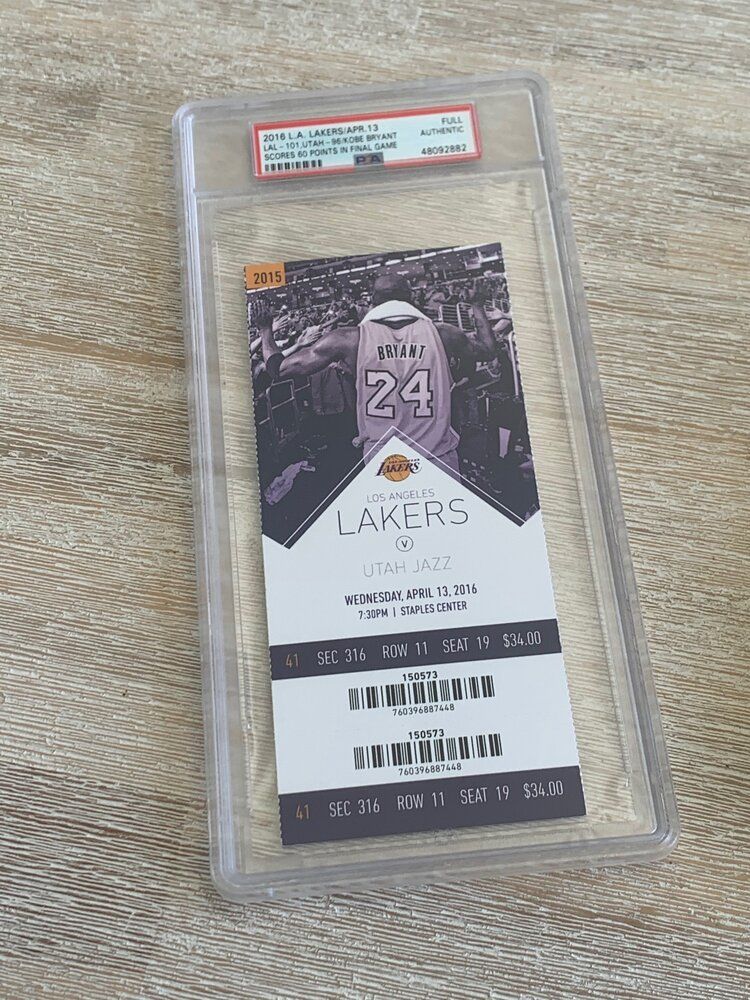 2016 L.A. LAKERS/APR.13
LAL-101,UTAH-96/KOBE BRYANT
SCORES 60 POINTS IN FINAL GAME
FULL
AUTHENTIC
48092882
PSA
2015
BRYANT
24
LOS ANGELES
LAKERS
LOS ANGELES
LAKERS
V
UTAH JAZZ
WEDNESDAY, APRIL 13, 2016
7:30PM | STAPLES CENTER
41 SEC 316 ROW 11 SEAT 19 $34.00
150573
760396887448
150573
760396887448
41 SEC 316 ROW 11 SEAT 19 $34.00